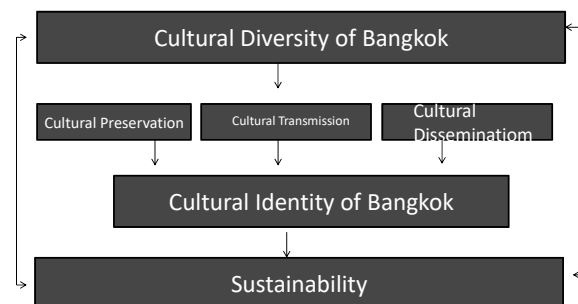 Cultural Diversity of Bangkok
Cultural Preservation
Cultural Transmission
Cultural
Disseminatiom
Cultural Identity of Bangkok
Sustainability